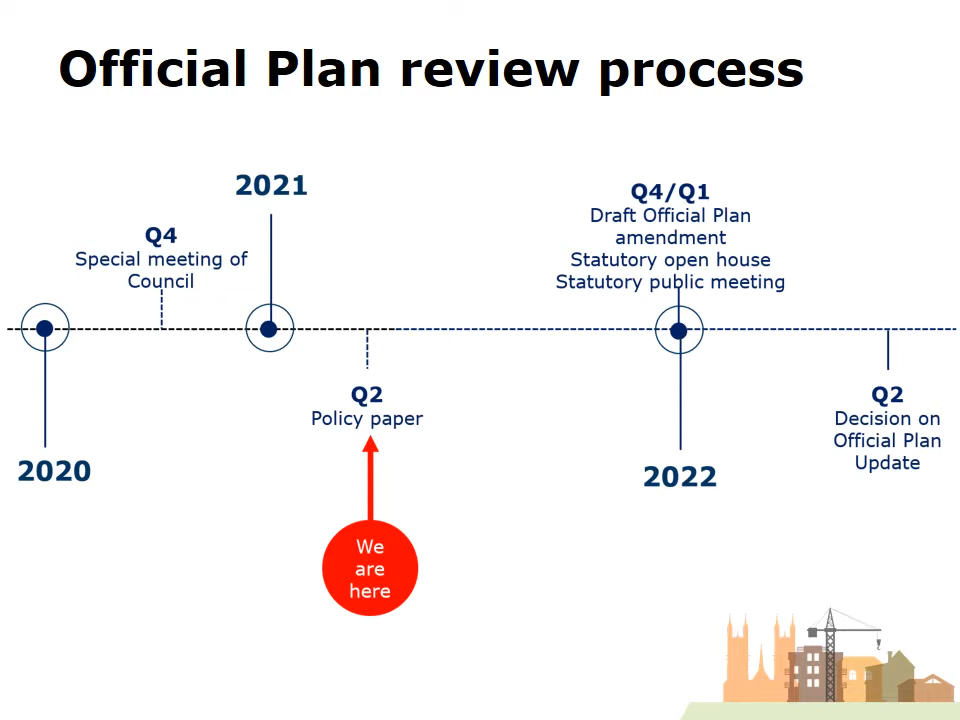 Official Plan review process
2021
Q4
Special meeting of
Council
Q4/Q1
Draft Official Plan
amendment
Statutory open house
Statutory public meeting
2020
Q2
Policy paper
2022
Q2
Decision on
Official Plan
Update
We
are
here